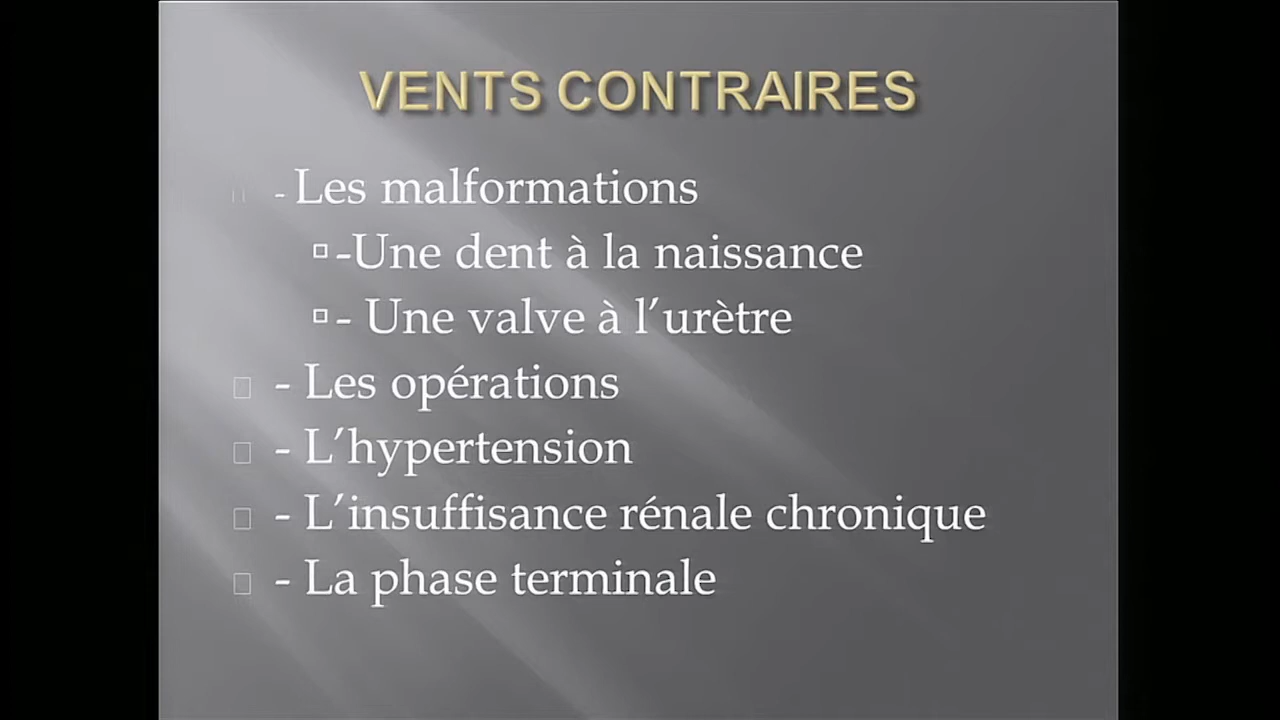 VENTS CONTRAIRES
- Les malformations
-Une dent à la naissance
- Une valve à l’urètre
- Les opérations
- L’hypertension
- L’insuffisance rénale chronique
- La phase terminale